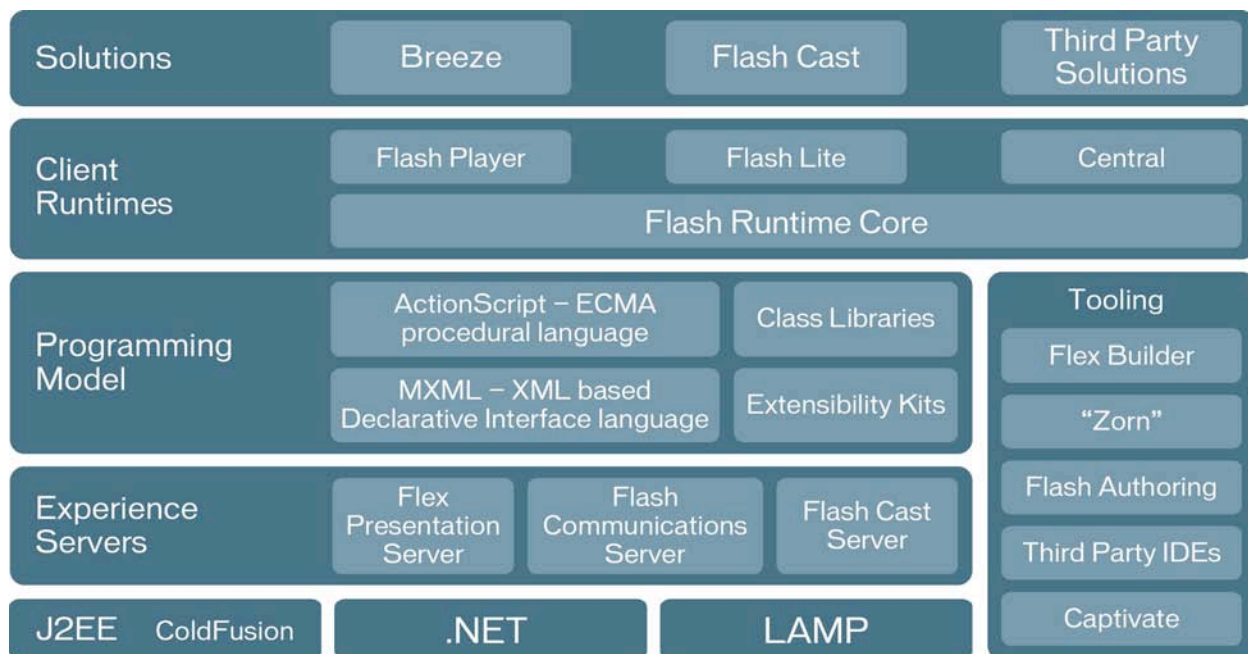 Solutions
Breeze
Flash Cast
Third Party
Solutions
Client
Runtimes
Flash Player
Flash Lite
Central
Flash Runtime Core
Programming
Model
ActionScript – ECMA
procedural language
Class Libraries
MXML – XML based
Declarative Interface language
Extensibility Kits
Experience
Servers
Flex
Presentation
Server
Flash
Communications
Server
Flash Cast
Server
J2EE ColdFusion
.NET
LAMP
Tooling
Flex Builder
“Zorn”
Flash Authoring
Third Party IDEs
Captivate